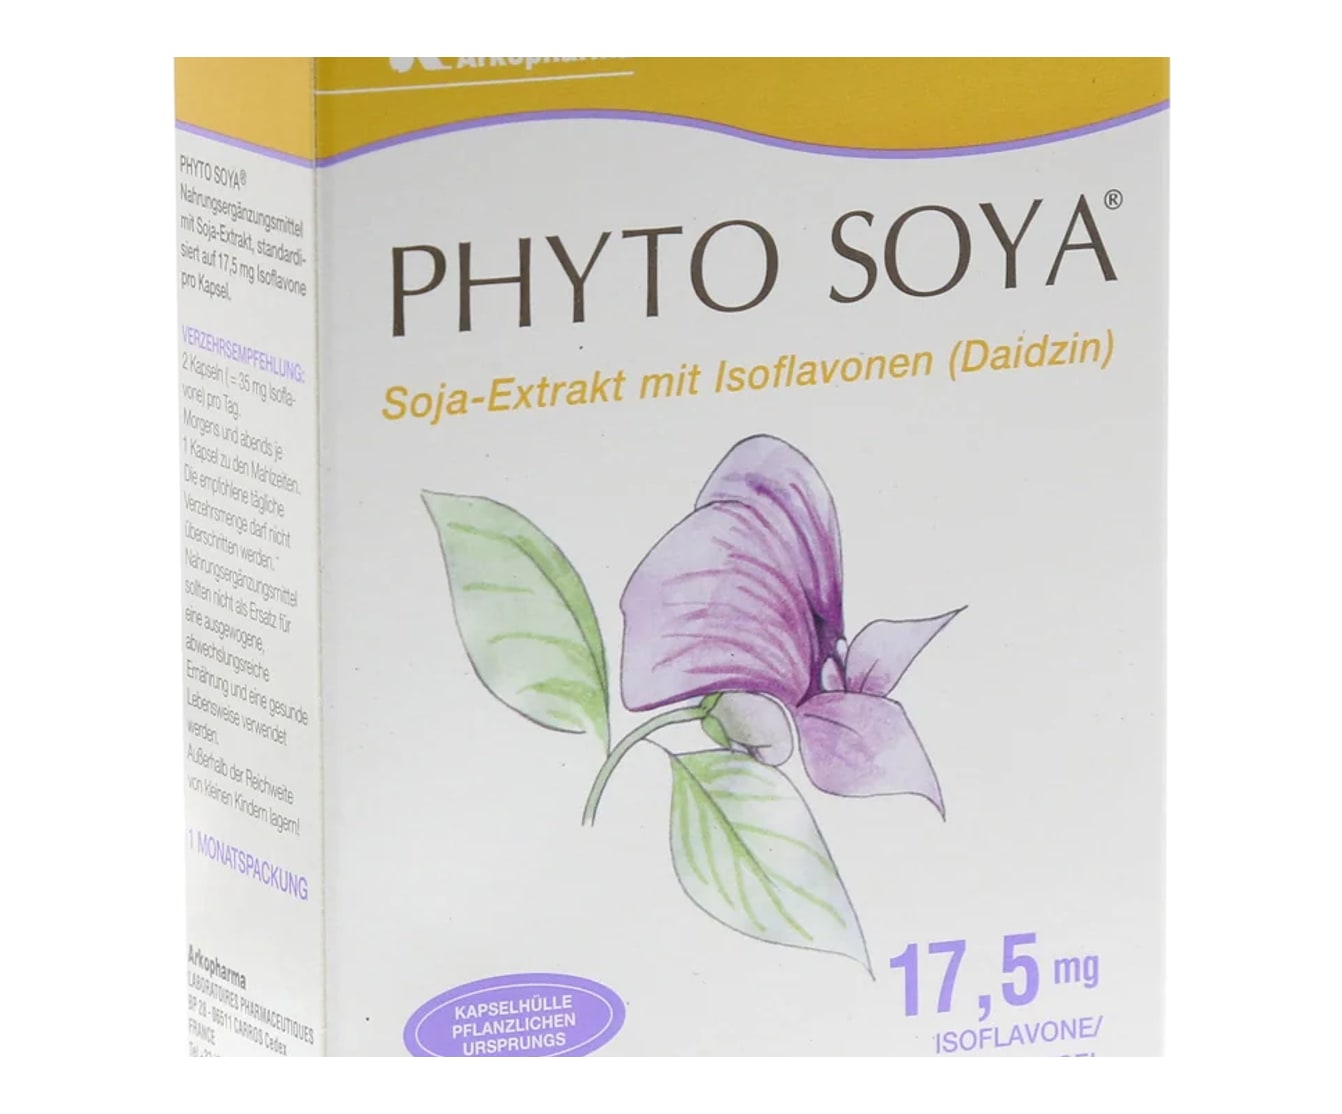 Arkopharma
PHYTO SOYA®
Soja-Extrakt mit Isoflavonen (Daidzin)
17,5 mg
ISOFLAVONE/
KAPSELHÜLLE
PFLANZLICHEN
URSPRUNGS
PHYTO SOYA®
Nahrungsergänzungsmittel
mit Soja-Extrakt, standardi-
siert auf 17,5 mg Isoflavone
pro Kapsel.
VERZEHRSEMPFEHLUNG:
2 Kapseln (= 35 mg Isofla-
vone) pro Tag.
Morgens und abends je
1 Kapsel zu den Mahlzeiten.
Die empfohlene tägliche
Verzehrsmenge darf nicht
überschritten werden."
Nahrungsergänzungsmittel
sollten nicht als Ersatz für
eine ausgewogene,
abwechslungsreiche
Ernährung und eine gesunde
Lebensweise verwendet
werden.
Außerhalb der Reichweite
von kleinen Kindern lagern!
1 MONATSPACKUNG
Arkopharma
LABORATOIRES PHARMACEUTIQUES
BP 28 - 06511 CARROS Cedex
FRANCE